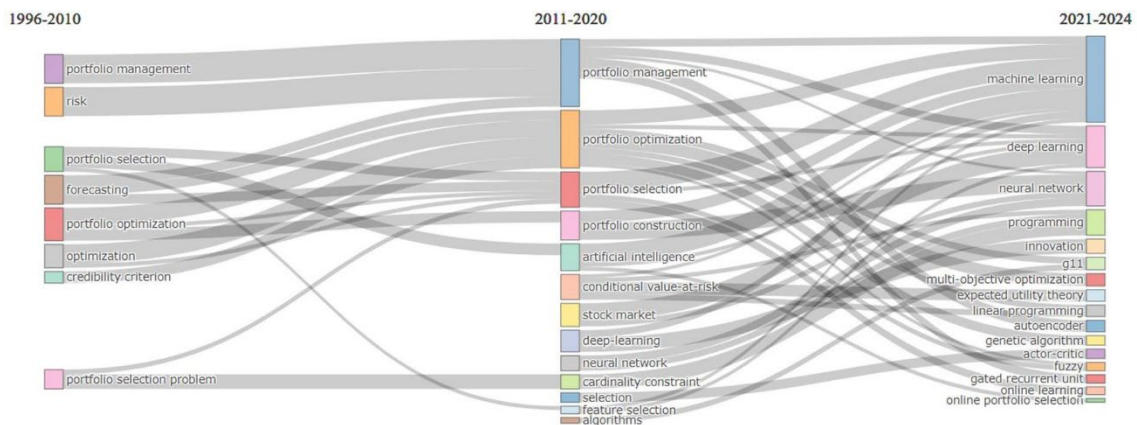 1996-2010
2011-2020
2021-2024
portfolio management
risk
portfolio selection
forecasting
portfolio optimization
optimization
credibility criterion
portfolio selection problem
portfolio management
portfolio optimization
portfolio selection
portfolio construction
artificial intelligence
conditional value-at-risk
stock market
deep-learning
neural network
cardinality constraint
selection
feature selection
algorithms
machine learning
deep learning
neural network
programming
innovation
g11
multi-objective optimization
expected utility theory
linear programming
autoencoder
genetic algorithm
actor-critic
fuzzy
gated recurrent unit
online learning
online portfolio selection